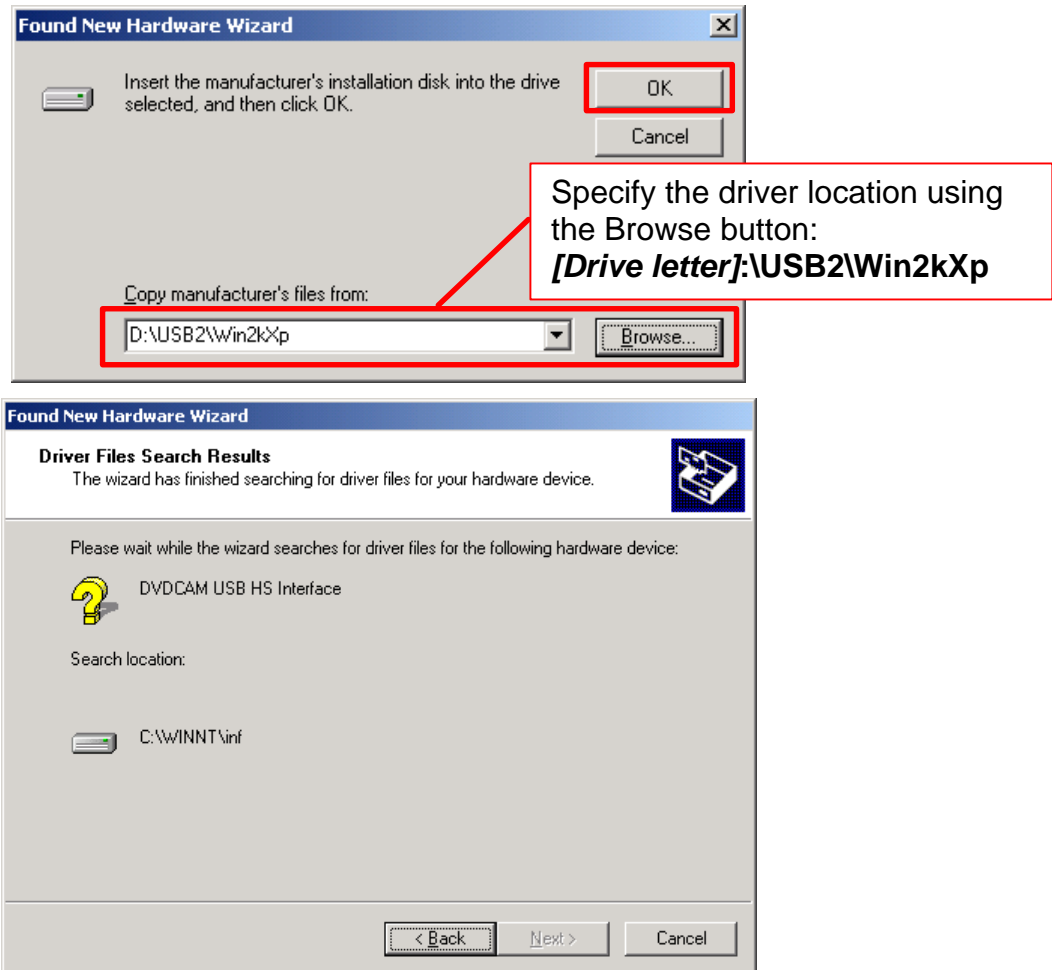 Found New Hardware Wizard
Insert the manufacturer's installation disk into the drive
selected, and then click OK.
OK
Cancel
Specify the driver location using
the Browse button:
[Drive letter]:\USB2\Win2kXp
Copy manufacturer's files from:
D:\USB2\Win2kXp
Browse...
Found New Hardware Wizard
Driver Files Search Results
The wizard has finished searching for driver files for your hardware device.
Please wait while the wizard searches for driver files for the following hardware device:
DVDCAM USB HS Interface
Search location:
C:\WINNT\inf
< Back
Next >
Cancel